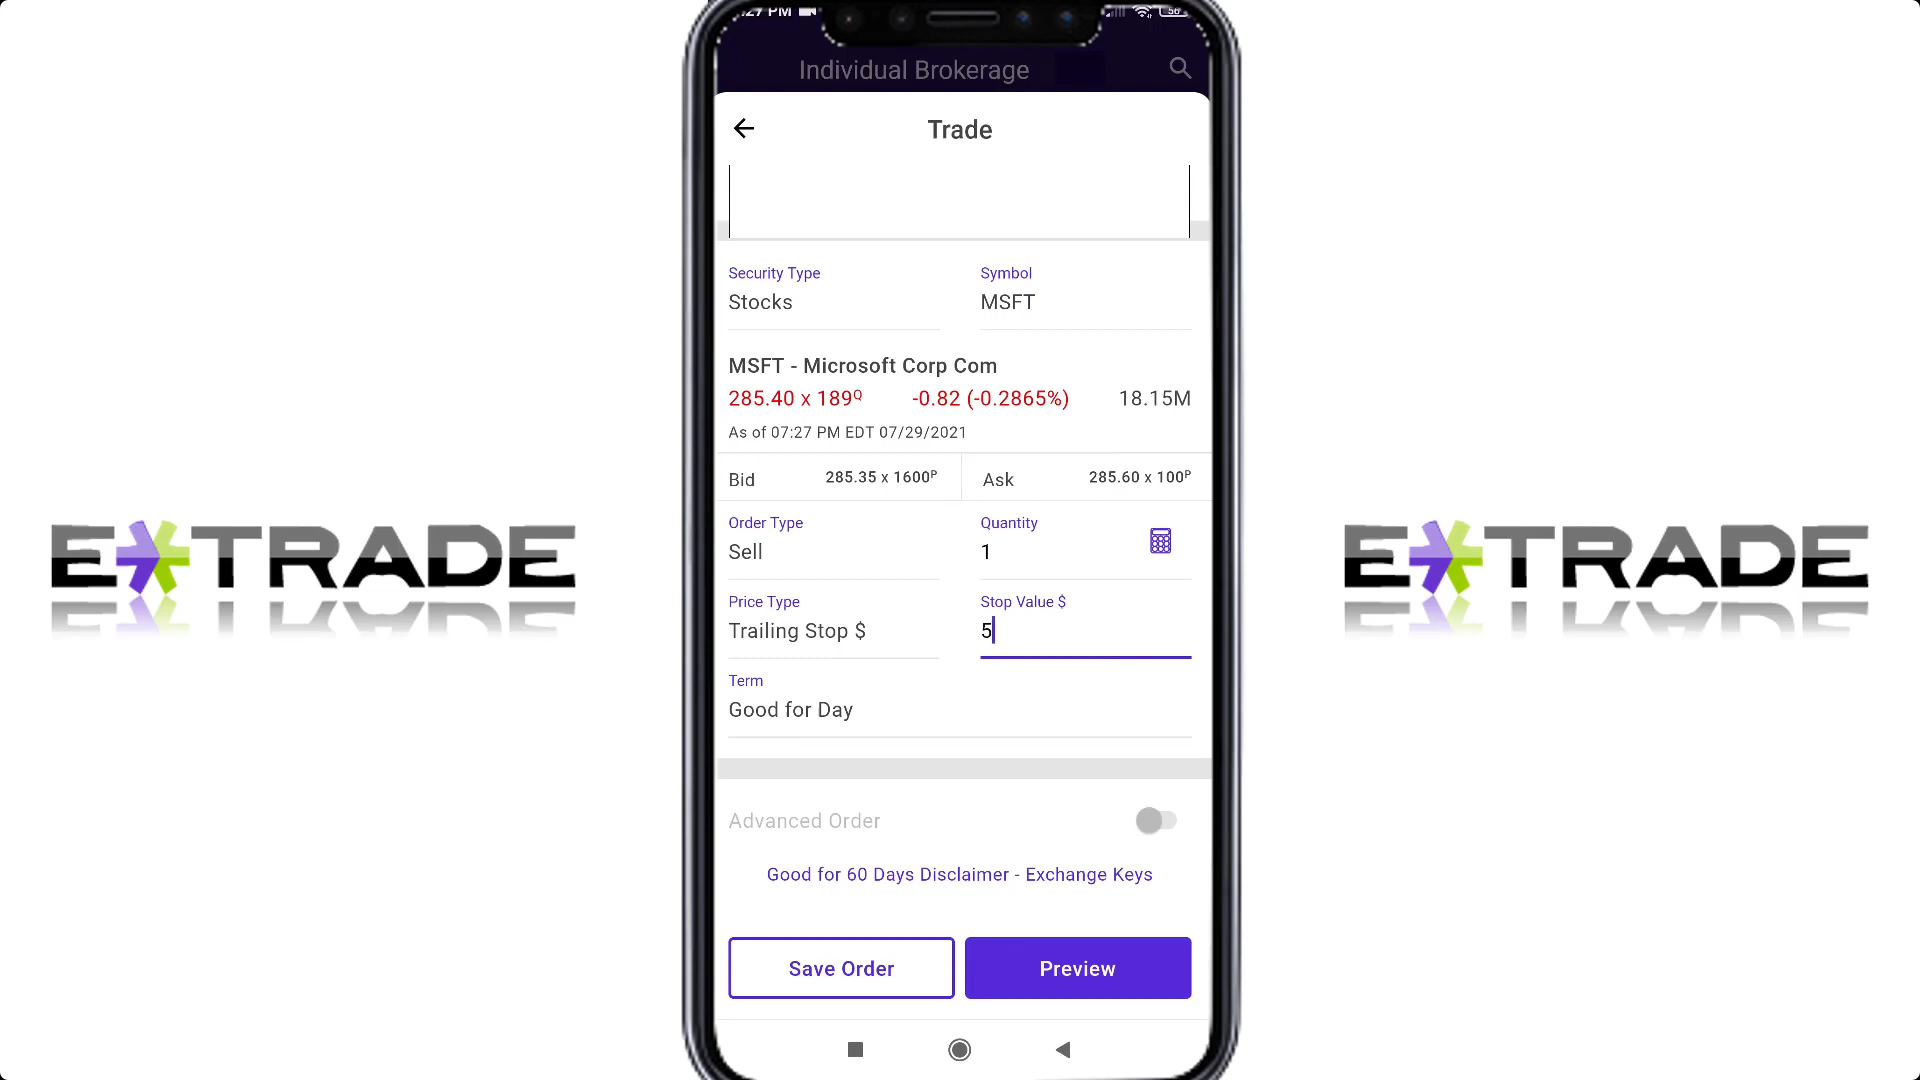 :27 PM 56
Individual Brokerage
Trade
Security Type Symbol
Stocks MSFT
MSFT - Microsoft Corp Com
285.40 x 189Q -0.82 (-0.2865%) 18.15M
As of 07:27 PM EDT 07/29/2021
Bid 285.35 x 1600P Ask 285.60 x 100P
Order Type Quantity
Sell 1
Price Type Stop Value $
Trailing Stop $ 5
Term
Good for Day
Advanced Order
Good for 60 Days Disclaimer - Exchange Keys
Save Order Preview
E*TRADE
E*TRADE